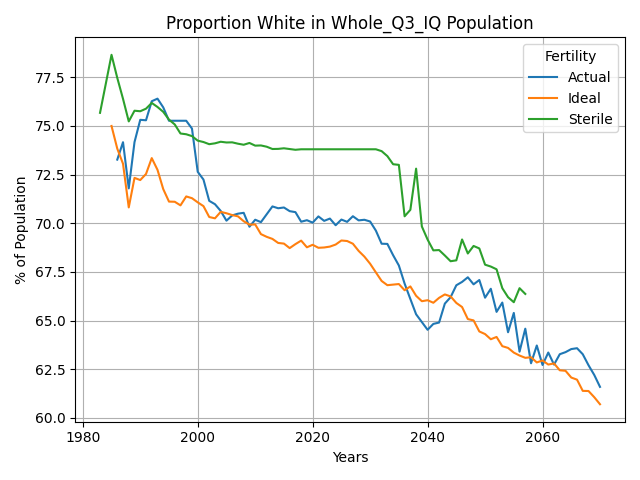 Proportion White in Whole_Q3_IQ Population
Fertility
Actual
Ideal
Sterile
% of Population
77.5
75.0
72.5
70.0
67.5
65.0
62.5
60.0
1980
2000
2020
2040
2060
Years